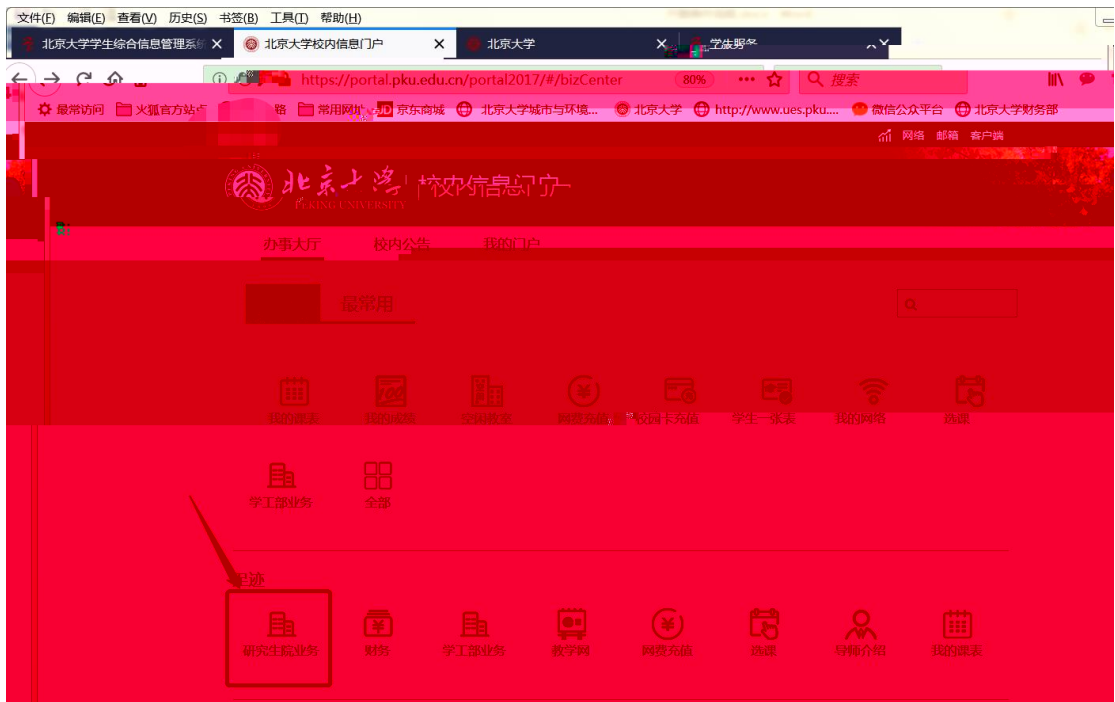 文件(F) 编辑(E) 查看(V) 历史(S) 书签(B) 工具(T) 帮助(H)
北京大学学生综合信息管理系统 北京大学校内信息门户 北京大学
https://portal.pku.edu.cn/portal2017/#/bizCenter 80% 搜索
最常访问 火狐官方站点 常用网址 JD 京东商城 北京大学城市与环境... 北京大学 http://www.ues.pku.... 微信公众平台 北京大学财务部
网络 邮箱 客户端
北京大学 校内信息门户
PEKING UNIVERSITY
办事大厅 校内公告 我的门户
最常用
我的课表 我的成绩 空闲教室 网费充值 校园卡充值 学生一张表 我的网络 选课
学工部业务 全部
足迹
研究生院业务 财务 学工部业务 教学网 网费充值 选课 导师介绍 我的课表